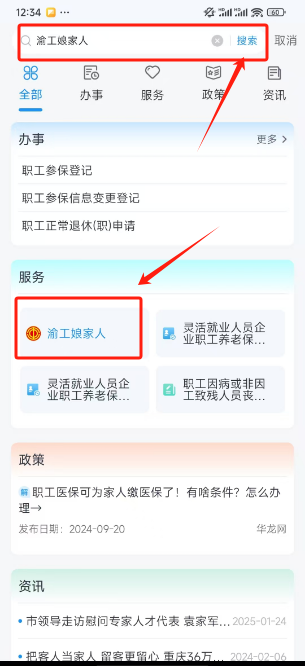 12:34
60
渝工娘家人
搜索
取消
全部
办事
服务
政策
资讯
办事
更多
职工参保登记
职工参保信息变更登记
职工正常退休(职)申请
服务
渝工娘家人
灵活就业人员企
业职工养老保...
灵活就业人员企
业职工养老保...
职工因病或非因
工致残人员丧...
政策
解 职工医保可为家人缴医保了！有啥条件？怎么办
理→
发布日期：2024-09-20
华龙网
资讯
市领导走访慰问专家人才代表 袁家军... 2025-01-24
把客人当家人 留客更留心 重庆36万... 2024-02-06